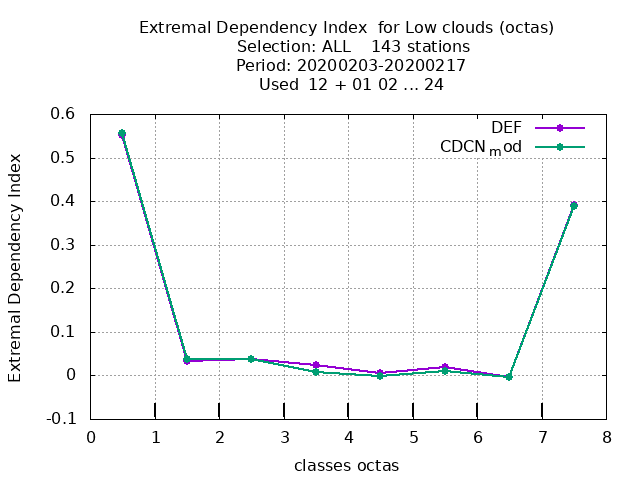 Extremal Dependency Index  for Low clouds (octas)
Selection: ALL    143 stations
Period: 20200203-20200217
Used  12 + 01 02 ... 24
DEF
CDCN_mod
Extremal Dependency Index
0.6
0.5
0.4
0.3
0.2
0.1
0
-0.1
0 1 2 3 4 5 6 7 8
classes octas